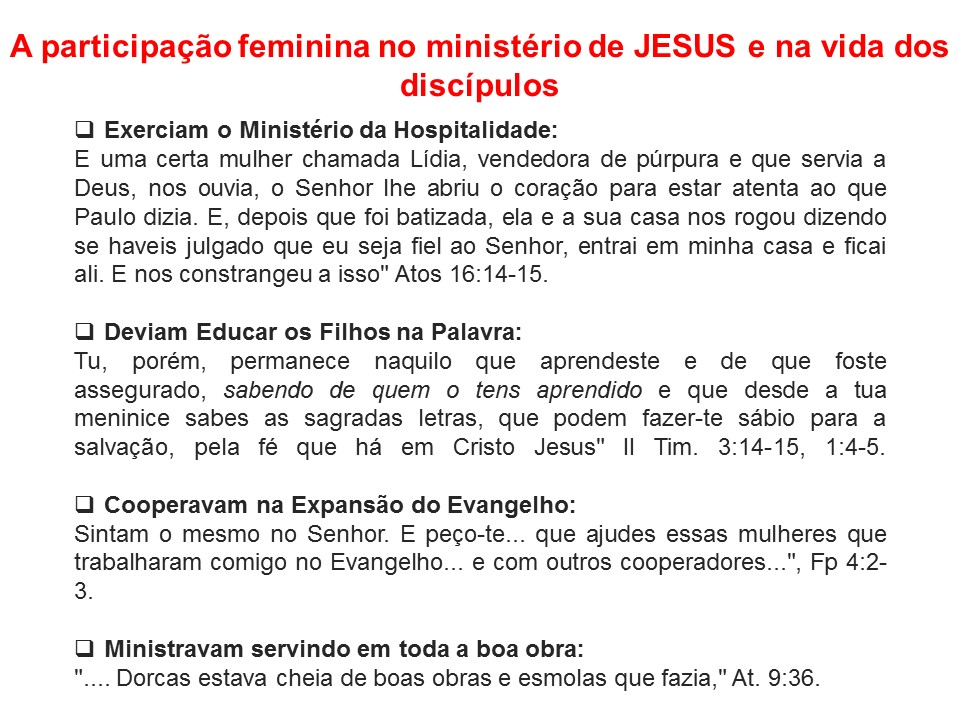 A participação feminina no ministério de JESUS e na vida dos
discípulos
❑ Exerciam o Ministério da Hospitalidade:
E uma certa mulher chamada Lídia, vendedora de púrpura e que servia a
Deus, nos ouvia, o Senhor lhe abriu o coração para estar atenta ao que
Paulo dizia. E, depois que foi batizada, ela e a sua casa nos rogou dizendo
se haveis julgado que eu seja fiel ao Senhor, entrai em minha casa e ficai
ali. E nos constrangeu a isso" Atos 16:14-15.
❑ Deviam Educar os Filhos na Palavra:
Tu, porém, permanece naquilo que aprendeste e de que foste
assegurado, sabendo de quem o tens aprendido e que desde a tua
meninice sabes as sagradas letras, que podem fazer-te sábio para a
salvação, pela fé que há em Cristo Jesus" II Tim. 3:14-15, 1:4-5.
❑ Cooperavam na Expansão do Evangelho:
Sintam o mesmo no Senhor. E peço-te... que ajudes essas mulheres que
trabalharam comigo no Evangelho... e com outros cooperadores...", Fp 4:2-
3.
❑ Ministravam servindo em toda a boa obra:
".... Dorcas estava cheia de boas obras e esmolas que fazia," At. 9:36.